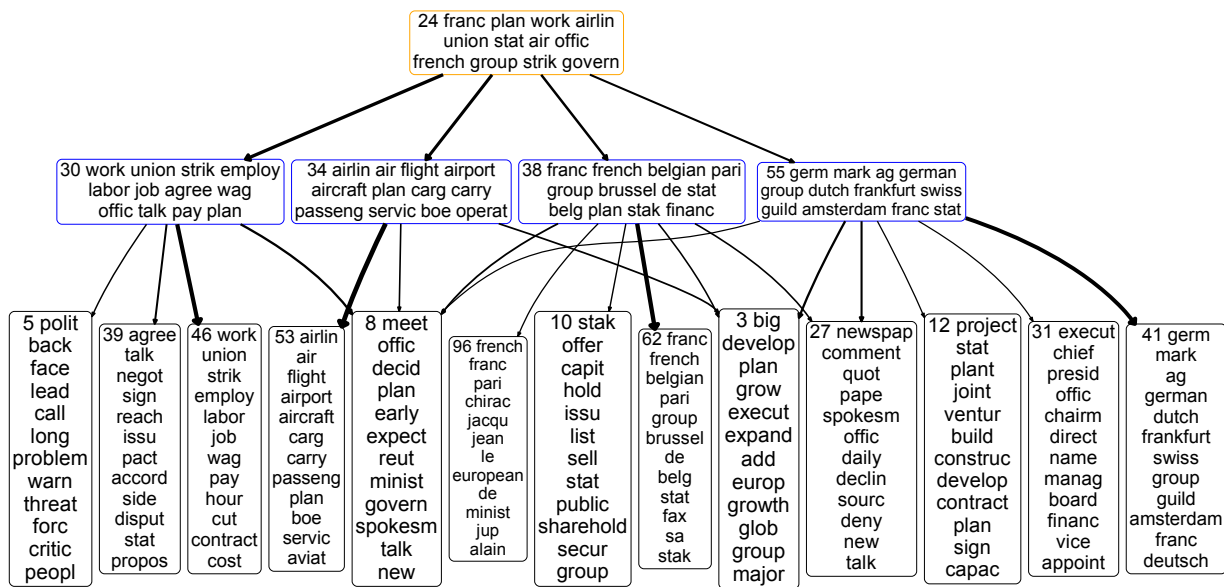 24 franc plan work airlin
union stat air offic
french group strik govern
30 work union strik employ
labor job agree wag
offic talk pay plan
34 airlin air flight airport
aircraft plan carg carry
passeng servic boe operat
38 franc french belgian pari
group brussel de stat
belg plan stak financ
55 germ mark ag german
group dutch frankfurt swiss
guild amsterdam franc stat
5 polit
back
face
lead
call
long
problem
warn
threat
forc
critic
peopl
39 agree
talk
negot
sign
reach
issu
pact
accord
side
disput
stat
propos
46 work
union
strik
employ
labor
job
wag
pay
hour
cut
contract
cost
53 airlin
air
flight
airport
aircraft
carg
carry
passeng
plan
boe
servic
aviat
8 meet
offic
decid
plan
early
expect
reut
minist
govern
spokesm
talk
new
96 french
franc
pari
chirac
jacqu
jean
le
european
de
minist
jup
alain
10 stak
offer
capit
hold
issu
list
sell
stat
public
sharehold
secur
group
62 franc
french
belgian
pari
group
brussel
de
belg
stat
fax
sa
stak
3 big
develop
plan
grow
execut
expand
add
europ
growth
glob
group
major
27 newspap
comment
quot
pape
spokesm
offic
daily
declin
sourc
deny
new
talk
12 project
stat
plant
joint
ventur
build
construc
develop
contract
plan
sign
capac
31 execut
chief
presid
offic
chairm
direct
name
manag
board
financ
vice
appoint
41 germ
mark
ag
german
dutch
frankfurt
swiss
group
guild
amsterdam
franc
deutsch